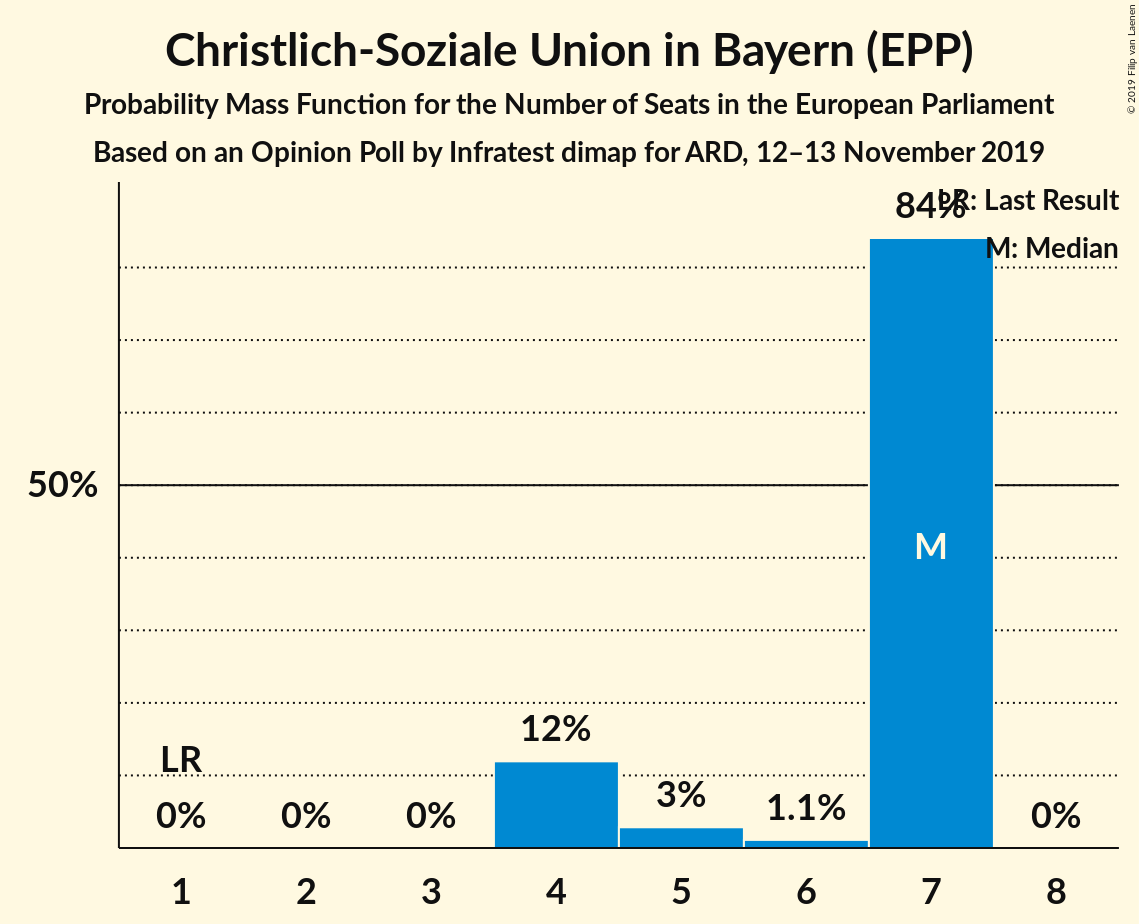 Christlich-Soziale Union in Bayern (EPP)
Probability Mass Function for the Number of Seats in the European Parliament
Based on an Opinion Poll by Infratest dimap for ARD, 12–13 November 2019
© 2019 Filip van Laenen
LR: Last Result
M: Median
84%
50%
M
12%
LR
3%
1.1%
0% 0% 0% 0%
1 2 3 4 5 6 7 8